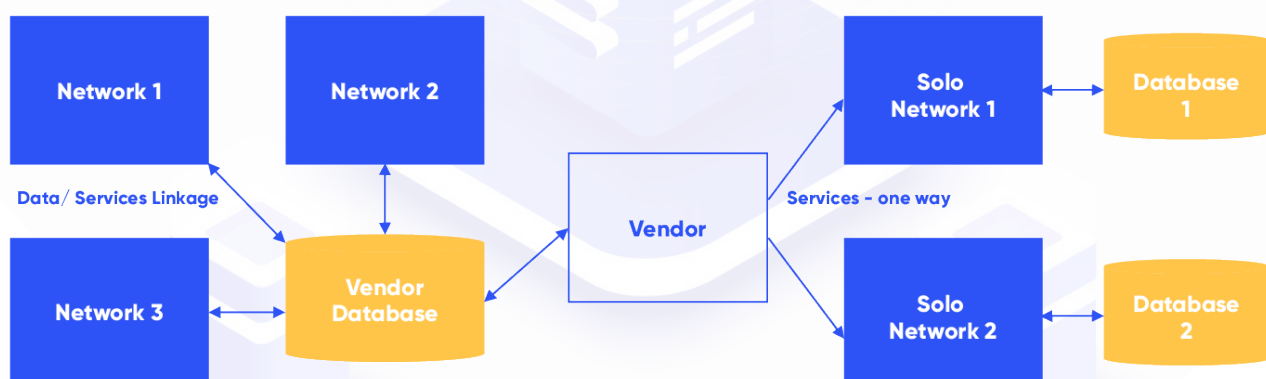 Network 1
Network 2
Solo
Network 1
Database
1
Data/ Services Linkage
Services - one way
Vendor
Network 3
Vendor
Database
Solo
Network 2
Database
2